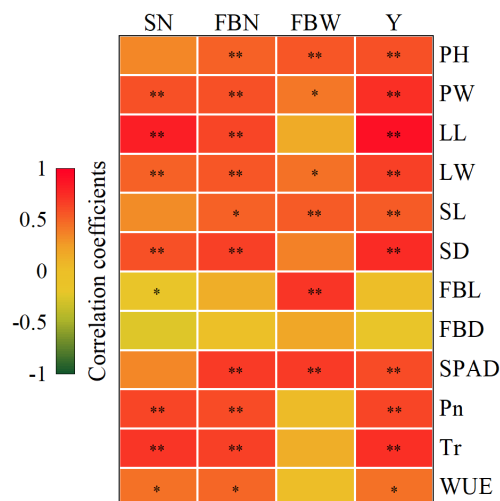 SN FBN FBW Y
** ** ** PH
** ** * ** PW
** ** ** LL
** ** * ** LW
* ** ** SL
** ** ** SD
* ** FBL
FBD
** ** ** SPAD
** ** ** Pn
** ** ** Tr
* * * WUE
1
0.5
0
-0.5
-1
Correlation coefficients